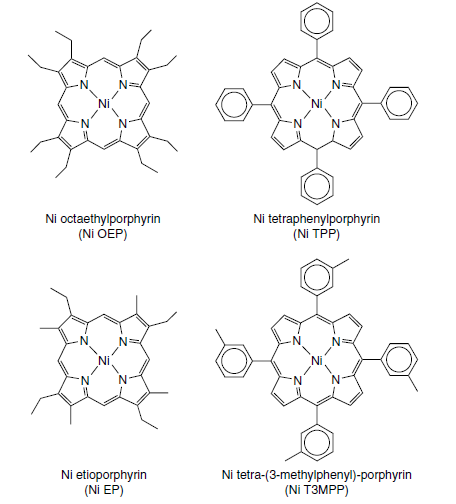 N N
Ni
N N
Ni octaethylporphyrin
(Ni OEP)
N N
Ni
N N
Ni tetraphenylporphyrin
(Ni TPP)
N N
Ni
N N
Ni etioporphyrin
(Ni EP)
N N
Ni
N N
Ni tetra-(3-methylphenyl)-porphyrin
(Ni T3MPP)